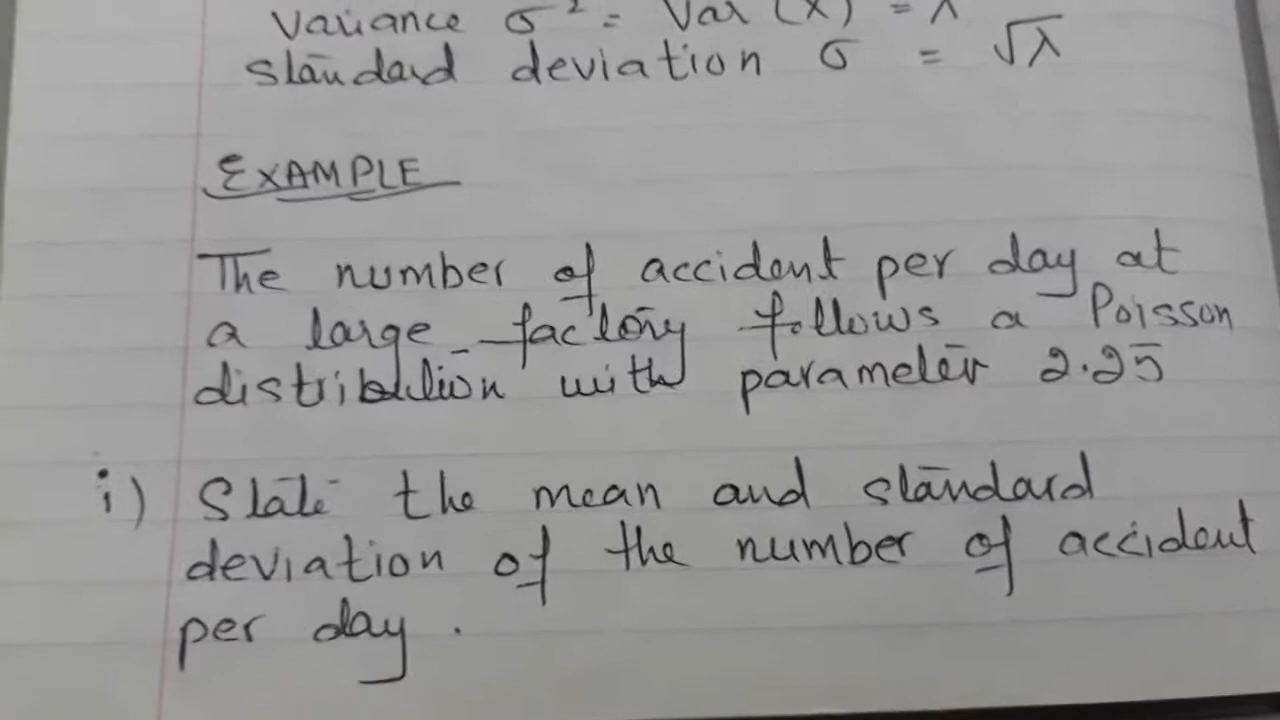 Variance σ² = Var (X) = λ
standard deviation σ = √λ
EXAMPLE
The number of accident per day at
a large factory follows a Poisson
distribution with parameter 2.25
i) State the mean and standard
deviation of the number of accident
per day.